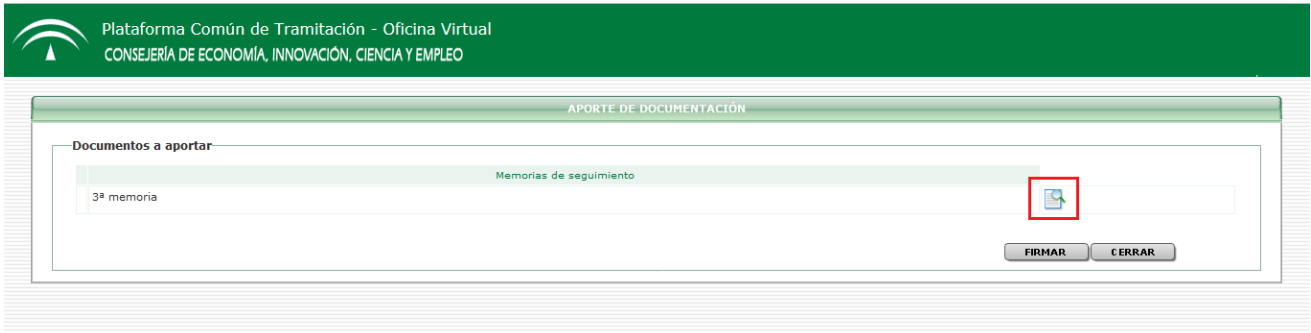 Plataforma Común de Tramitación - Oficina Virtual
CONSEJERÍA DE ECONOMÍA, INNOVACIÓN, CIENCIA Y EMPLEO
APORTE DE DOCUMENTACIÓN
Documentos a aportar
Memorias de seguimiento
3ª memoria
FIRMAR CERRAR